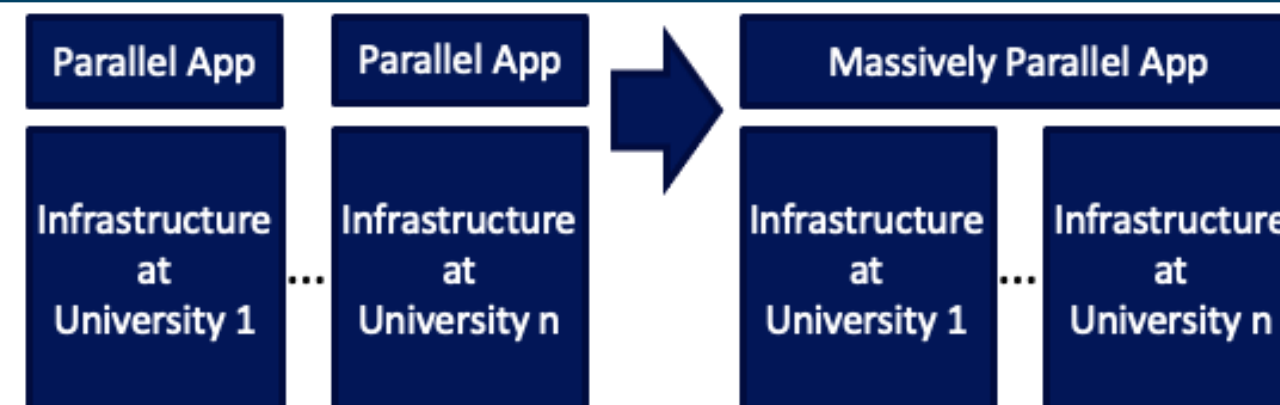 Parallel App
Parallel App
Massively Parallel App
Infrastructure
at
University 1
...
Infrastructure
at
University n
Infrastructure
at
University 1
...
Infrastructure
at
University n